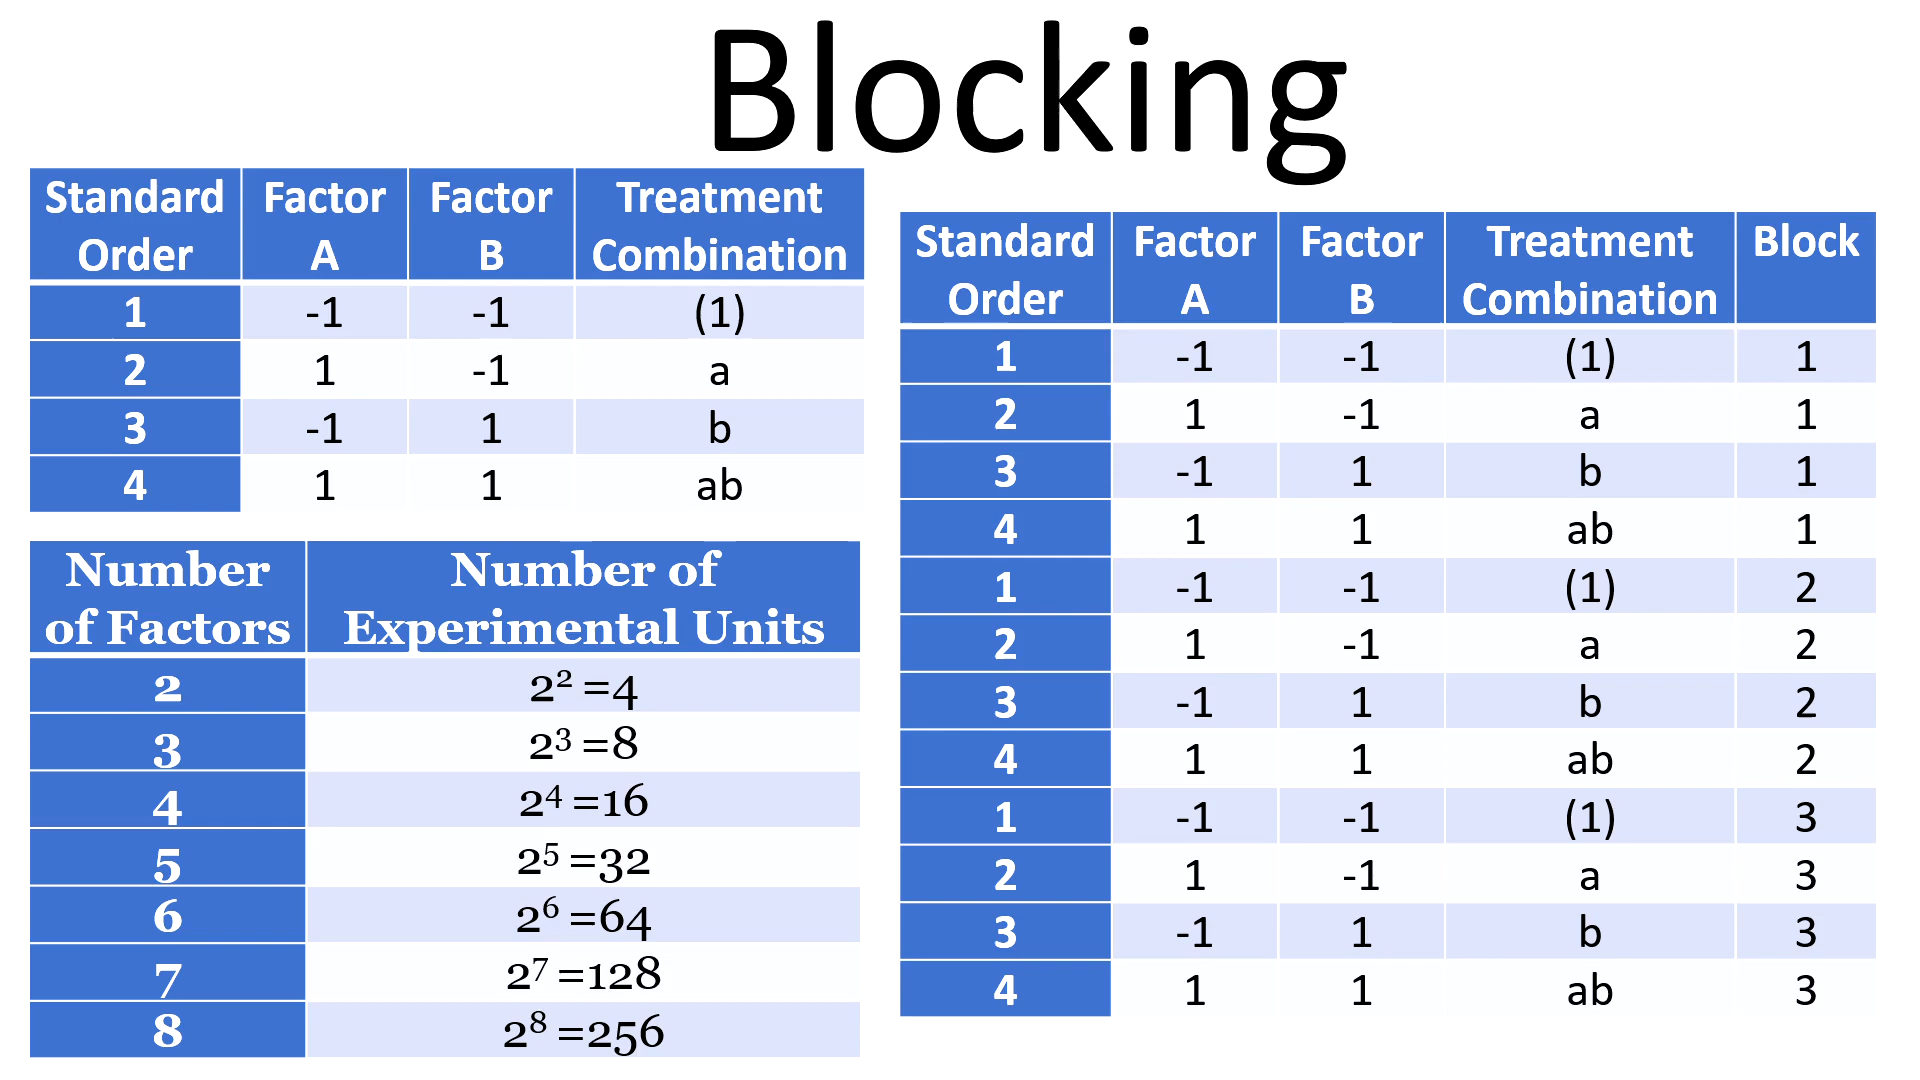 Blocking
Standard Order | Factor A | Factor B | Treatment Combination
1 | -1 | -1 | (1)
2 | 1 | -1 | a
3 | -1 | 1 | b
4 | 1 | 1 | ab
Number of Factors | Number of Experimental Units
2 | 2² =4
3 | 2³ =8
4 | 2⁴ =16
5 | 2⁵ =32
6 | 2⁶ =64
7 | 2⁷ =128
8 | 2⁸ =256
Standard Order | Factor A | Factor B | Treatment Combination | Block
1 | -1 | -1 | (1) | 1
2 | 1 | -1 | a | 1
3 | -1 | 1 | b | 1
4 | 1 | 1 | ab | 1
1 | -1 | -1 | (1) | 2
2 | 1 | -1 | a | 2
3 | -1 | 1 | b | 2
4 | 1 | 1 | ab | 2
1 | -1 | -1 | (1) | 3
2 | 1 | -1 | a | 3
3 | -1 | 1 | b | 3
4 | 1 | 1 | ab | 3